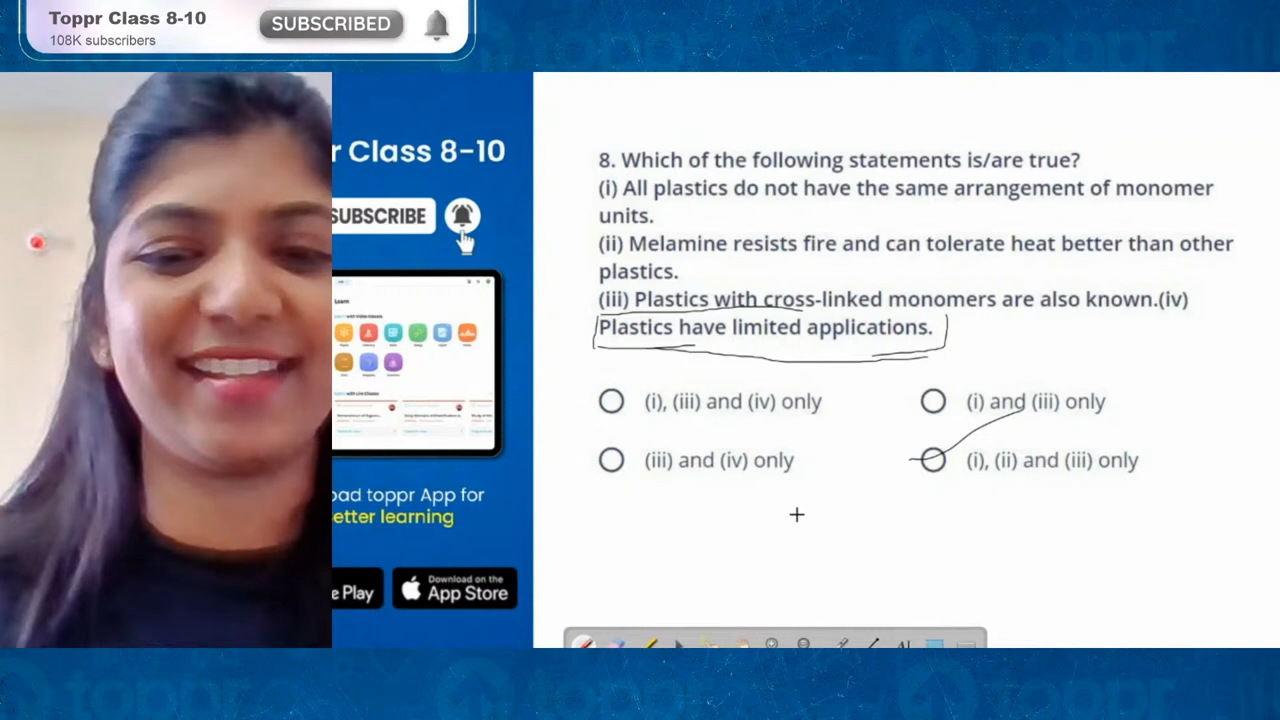 Toppr Class 8-10
SUBSCRIBED
108K subscribers
r Class 8-10
SUBSCRIBE
Learn
oad toppr App for
etter learning
e Play
Download on the
App Store
8. Which of the following statements is/are true?
(i) All plastics do not have the same arrangement of monomer
units.
(ii) Melamine resists fire and can tolerate heat better than other
plastics.
(iii) Plastics with cross-linked monomers are also known.(iv)
Plastics have limited applications.
(i), (iii) and (iv) only
(i) and (iii) only
(iii) and (iv) only
(i), (ii) and (iii) only
toppr